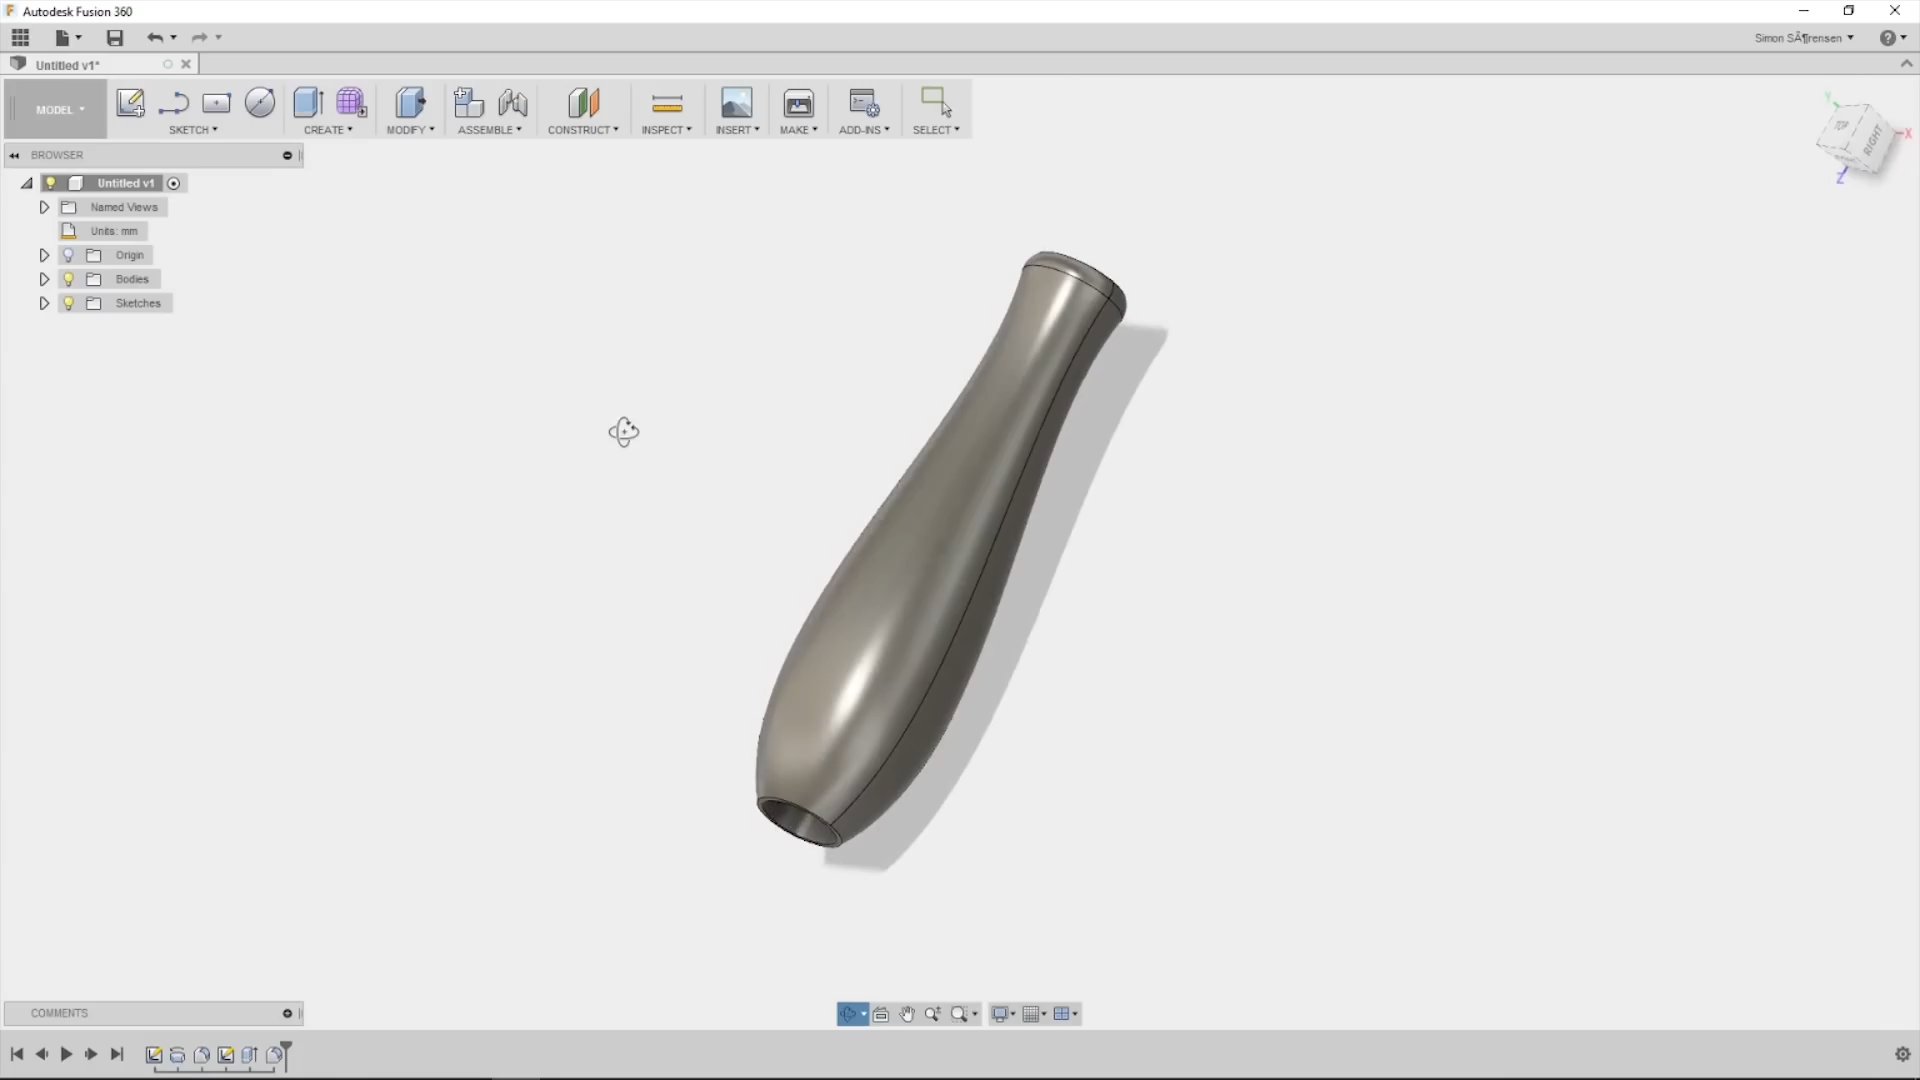 Autodesk Fusion 360
Simon SÃ¶rensen
Untitled v1*
MODEL
SKETCH
CREATE
MODIFY
ASSEMBLE
CONSTRUCT
INSPECT
INSERT
MAKE
ADD-INS
SELECT
BROWSER
Untitled v1
Named Views
Units: mm
Origin
Bodies
Sketches
Y
TOP
RIGHT
X
Z
COMMENTS